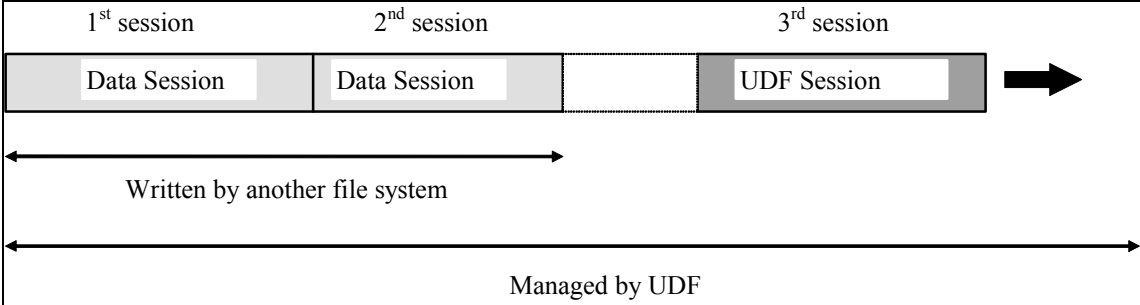 1st session 2nd session 3rd session
Data Session Data Session UDF Session
Written by another file system
Managed by UDF